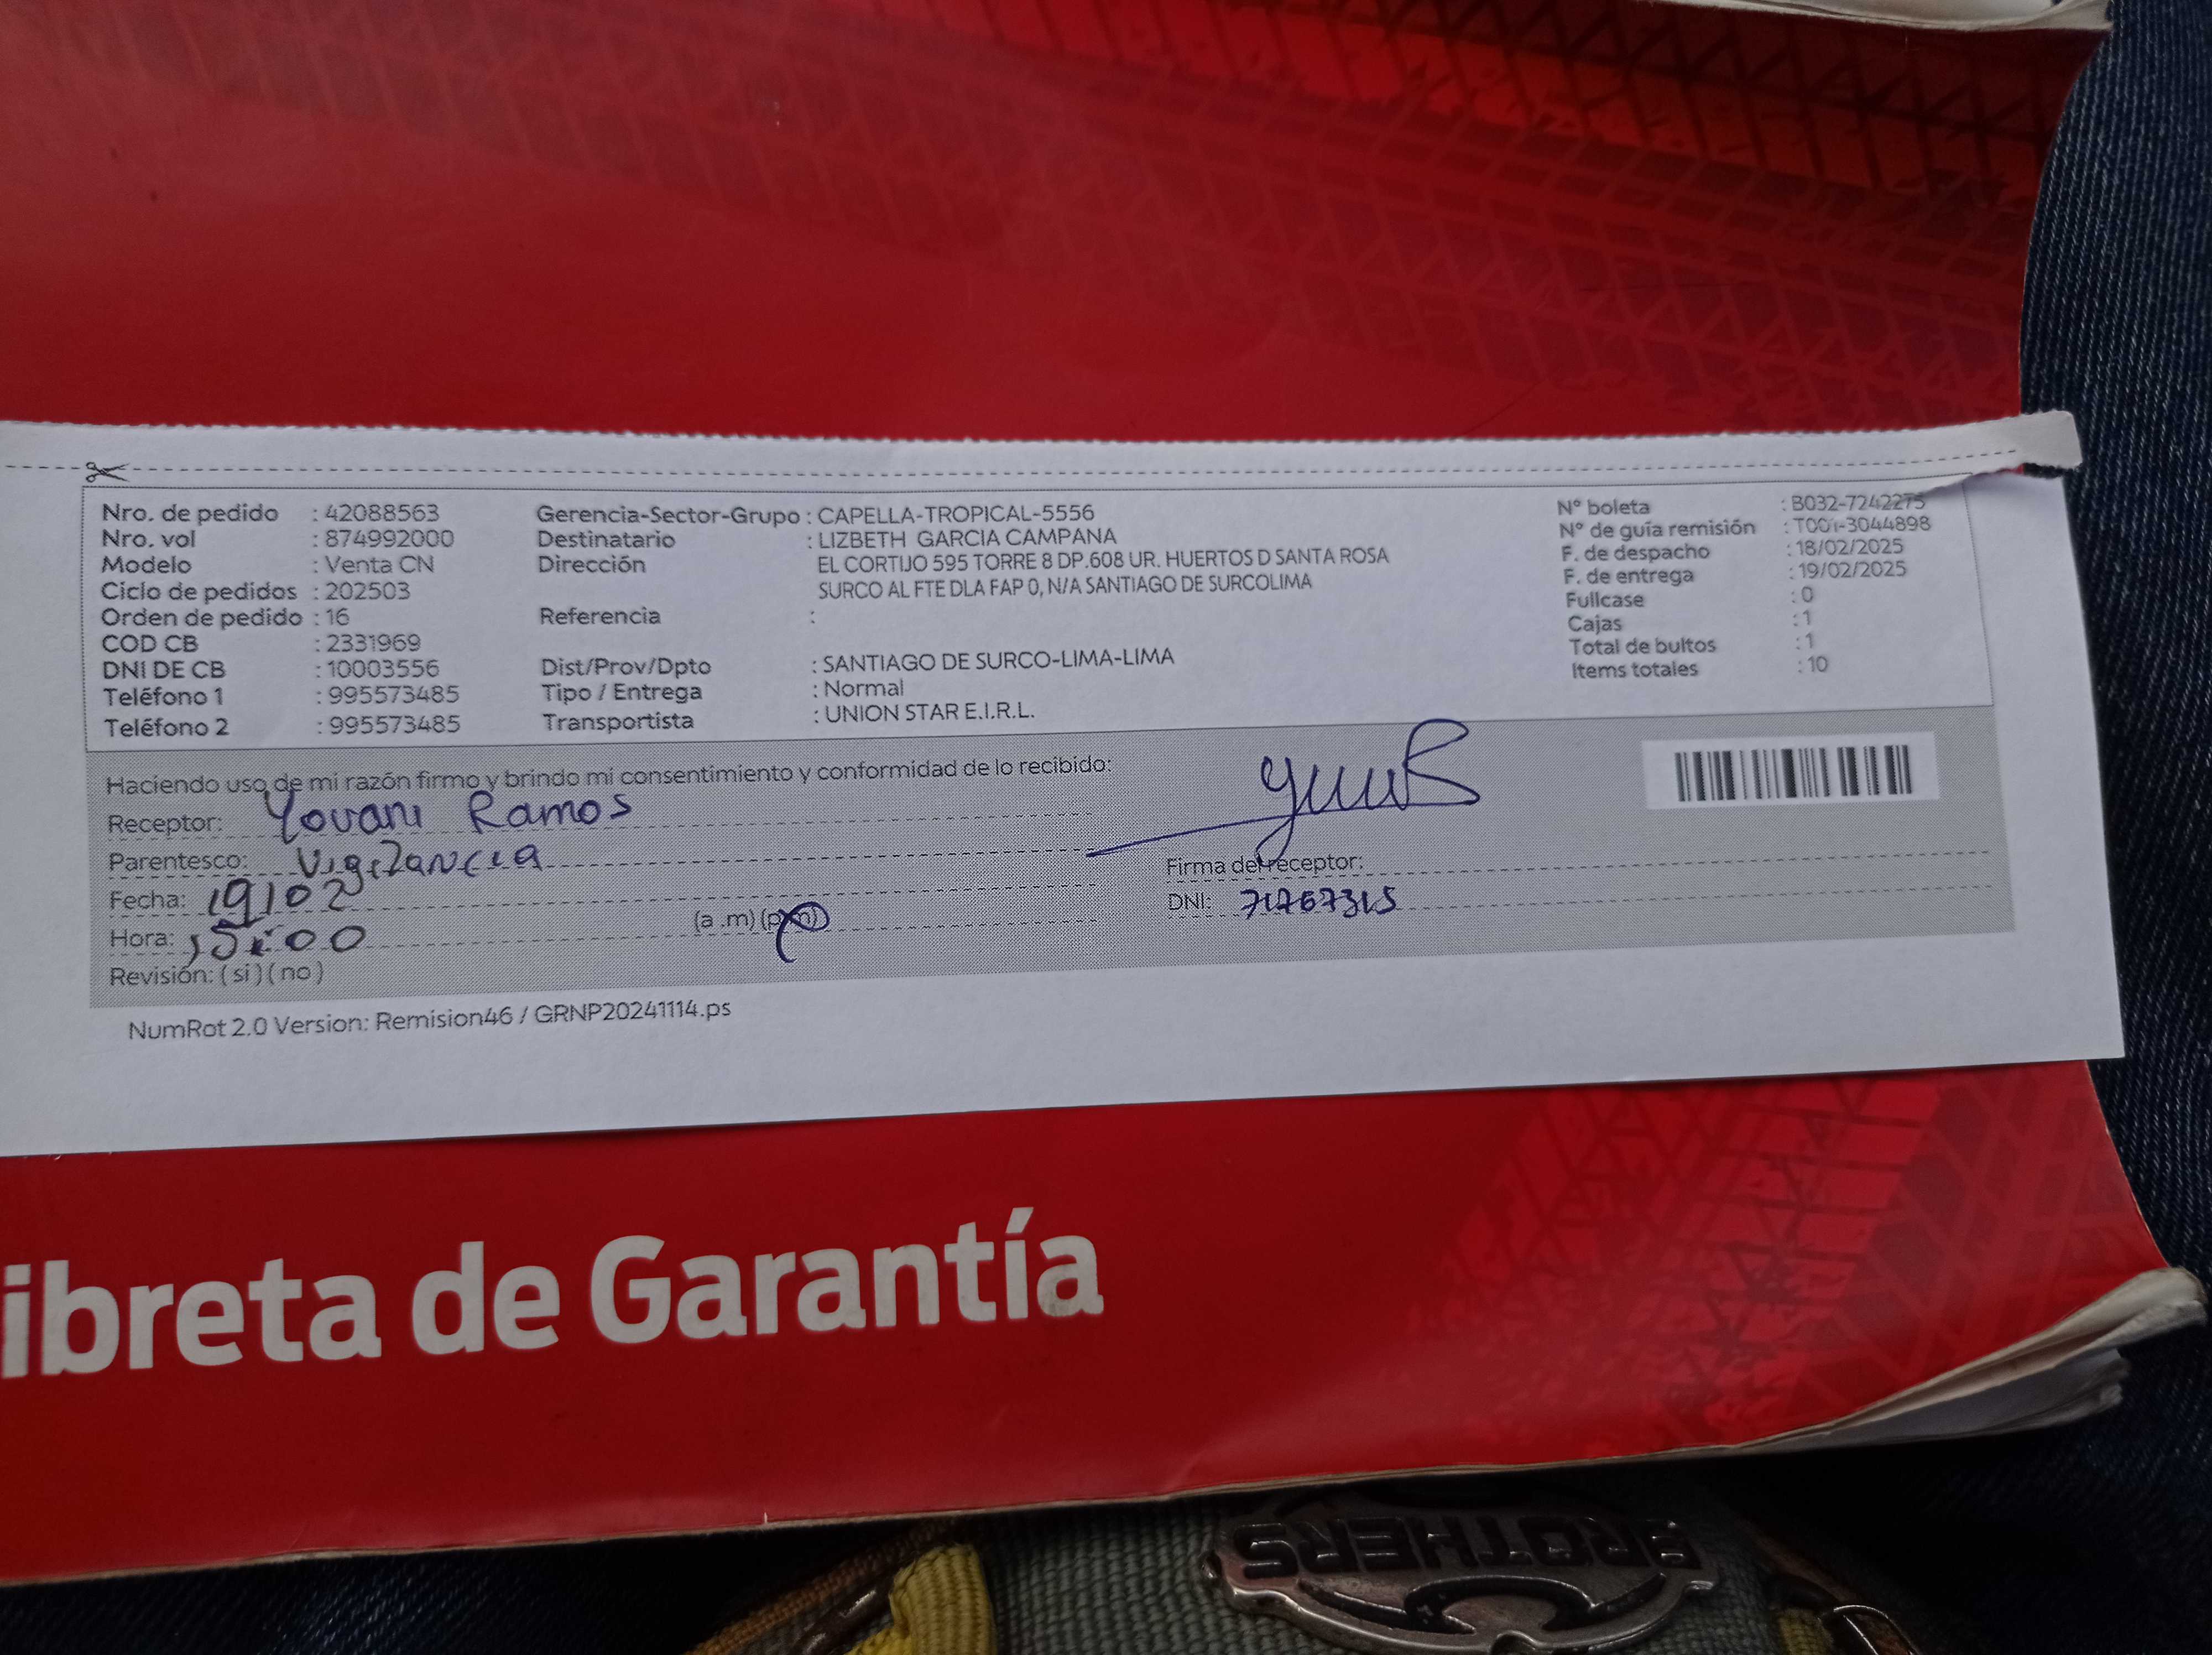 Nro. de pedido : 42088563
Nro. vol : 874992000
Modelo : Venta CN
Ciclo de pedidos : 202503
Orden de pedido : 16
COD CB : 2331969
DNI DE CB : 10003556
Teléfono 1 : 995573485
Teléfono 2 : 995573485
Gerencia-Sector-Grupo : CAPELLA-TROPICAL-5556
Destinatario : LIZBETH GARCIA CAMPANA
Dirección EL CORTIJO 595 TORRE 8 DP.608 UR. HUERTOS D SANTA ROSA
SURCO AL FTE DLA FAP 0, N/A SANTIAGO DE SURCOLIMA
Referencia :
Dist/Prov/Dpto : SANTIAGO DE SURCO-LIMA-LIMA
Tipo / Entrega : Normal
Transportista : UNION STAR E.I.R.L.
N° boleta : B032-7242275
N° de guía remisión : T001-3044898
F. de despacho : 18/02/2025
F. de entrega : 19/02/2025
Fullcase : 0
Cajas : 1
Total de bultos : 1
Items totales : 10
Haciendo uso de mi razón firmo y brindo mi consentimiento y conformidad de lo recibido:
Receptor: Yovani Ramos
Parentesco: Vigilancia
Fecha: 19/02
Hora: 15:00 (a .m) (p.m)
Revisión: ( si ) ( no )
Firma del receptor:
DNI:
NumRot 2.0 Version: Remision46 / GRNP20241114.ps
ibreta de Garantía
BROTHERS